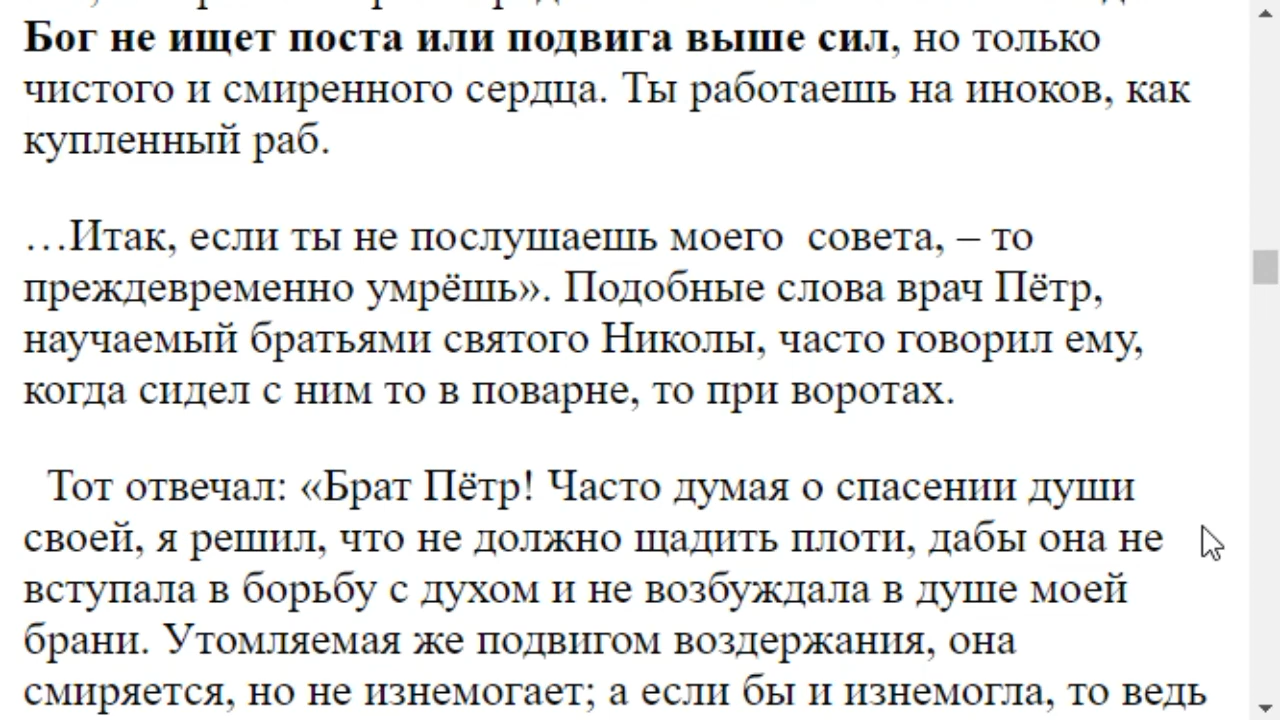 Бог не ищет поста или подвига выше сил, но только
чистого и смиренного сердца. Ты работаешь на иноков, как
купленный раб.
…Итак, если ты не послушаешь моего  совета, – то
преждевременно умрёшь». Подобные слова врач Пётр,
научаемый братьями святого Николы, часто говорил ему,
когда сидел с ним то в поварне, то при воротах.
Тот отвечал: «Брат Пётр! Часто думая о спасении души
своей, я решил, что не должно щадить плоти, дабы она не
вступала в борьбу с духом и не возбуждала в душе моей
брани. Утомляемая же подвигом воздержания, она
смиряется, но не изнемогает; а если бы и изнемогла, то ведь